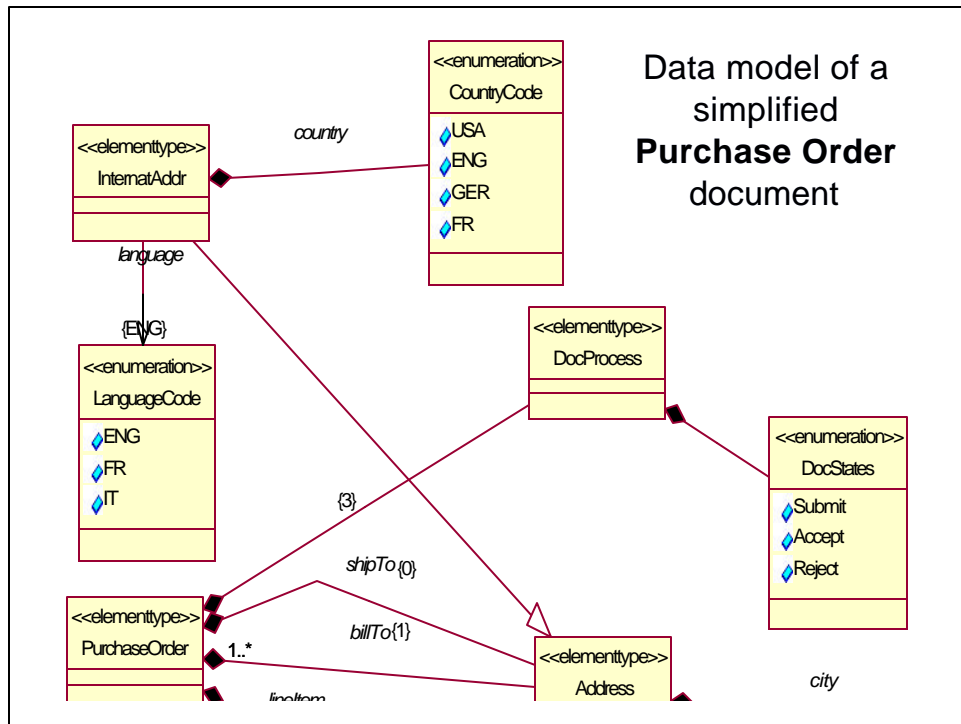 Data model of a
simplified
Purchase Order
document
<<enumeration>>
CountryCode
USA
ENG
GER
FR
country
<<elementtype>>
InternatAddr
language
{ENG}
<<enumeration>>
LanguageCode
ENG
FR
IT
<<elementtype>>
DocProcess
<<enumeration>>
DocStates
Submit
Accept
Reject
{3}
shipTo{0}
billTo{1}
<<elementtype>>
PurchaseOrder
1..*
lineItem
<<elementtype>>
Address
city